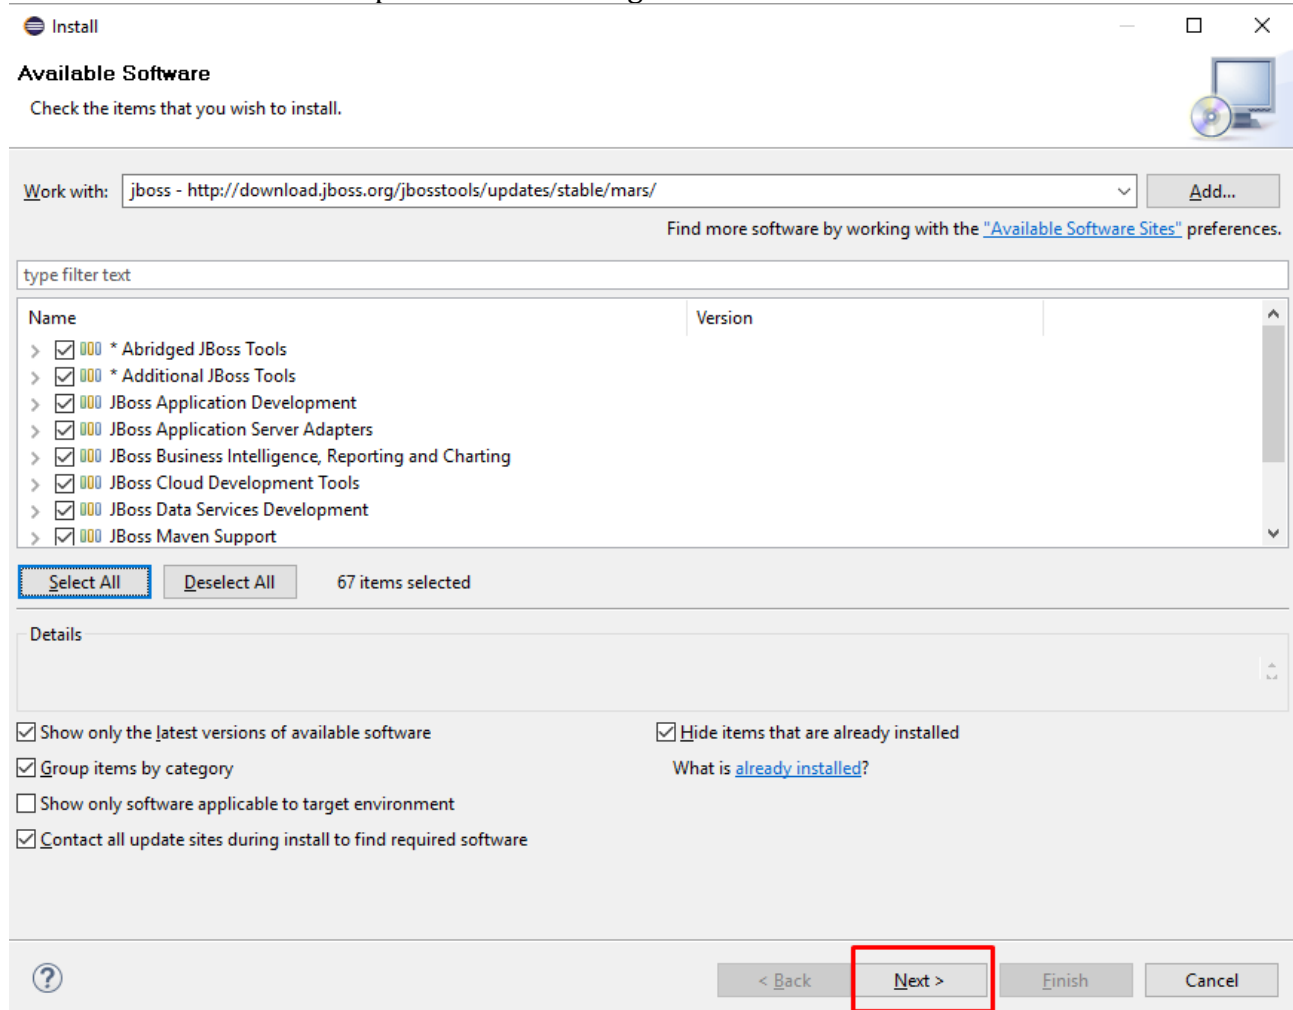 Install
Available Software
Check the items that you wish to install.
Work with: jboss - http://download.jboss.org/jbosstools/updates/stable/mars/ Add...
Find more software by working with the "Available Software Sites" preferences.
type filter text
Name Version
* Abridged JBoss Tools
* Additional JBoss Tools
JBoss Application Development
JBoss Application Server Adapters
JBoss Business Intelligence, Reporting and Charting
JBoss Cloud Development Tools
JBoss Data Services Development
JBoss Maven Support
Select All Deselect All 67 items selected
Details
Show only the latest versions of available software Hide items that are already installed
Group items by category What is already installed?
Show only software applicable to target environment
Contact all update sites during install to find required software
? < Back Next > Finish Cancel